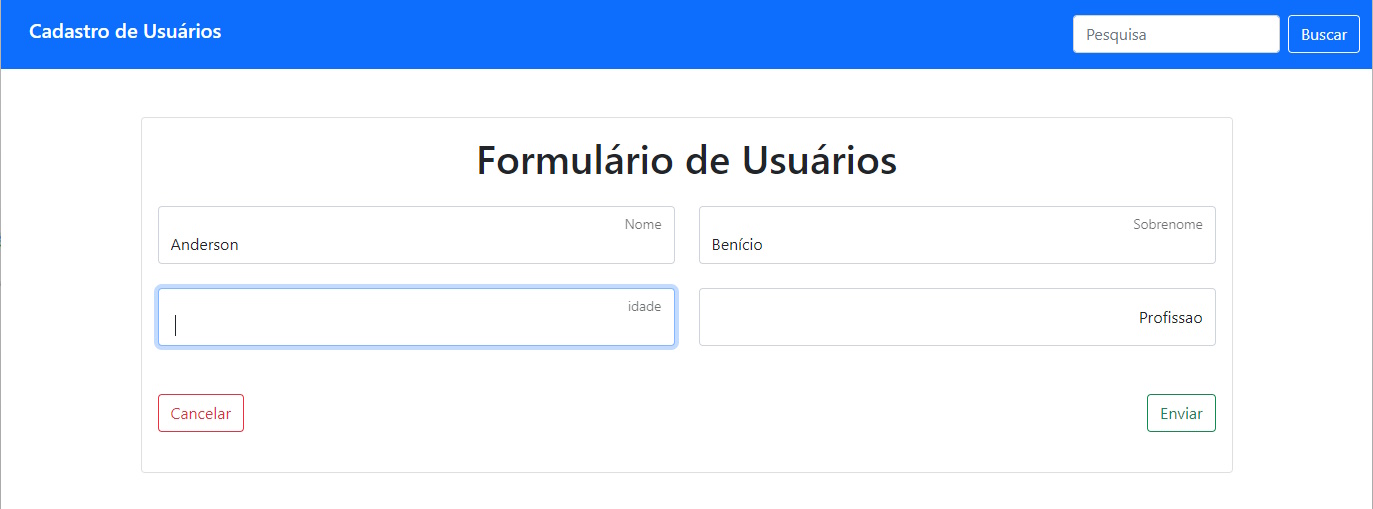 Cadastro de Usuários
Pesquisa
Buscar
Formulário de Usuários
Nome
Anderson
Sobrenome
Benício
idade
Profissao
Cancelar
Enviar